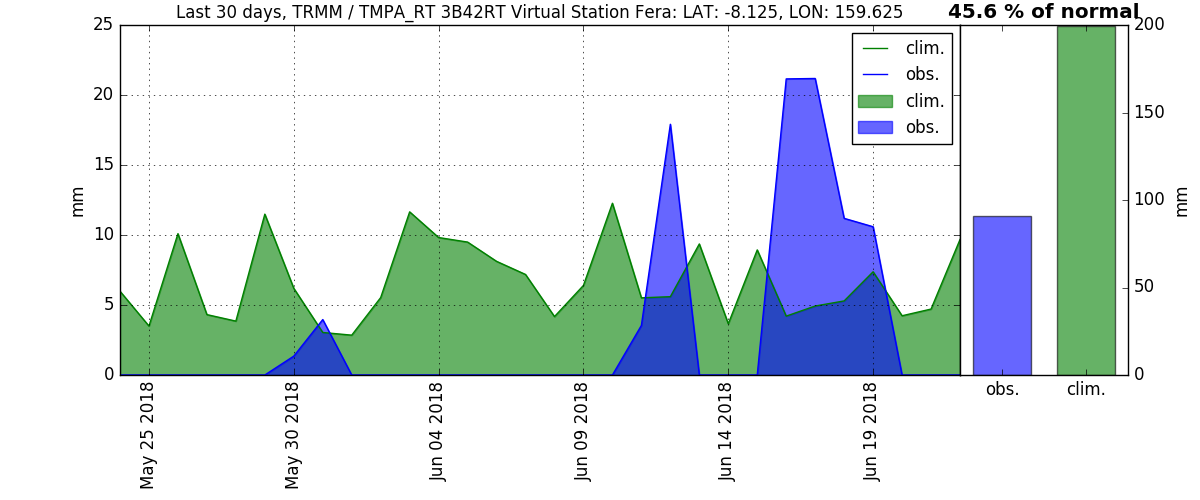 Last 30 days, TRMM / TMPA_RT 3B42RT Virtual Station Fera: LAT: -8.125, LON: 159.625
45.6 % of normal
25
20
15
10
5
0
mm
clim.
obs.
clim.
obs.
May 25 2018
May 30 2018
Jun 04 2018
Jun 09 2018
Jun 14 2018
Jun 19 2018
200
150
100
50
0
mm
obs.
clim.